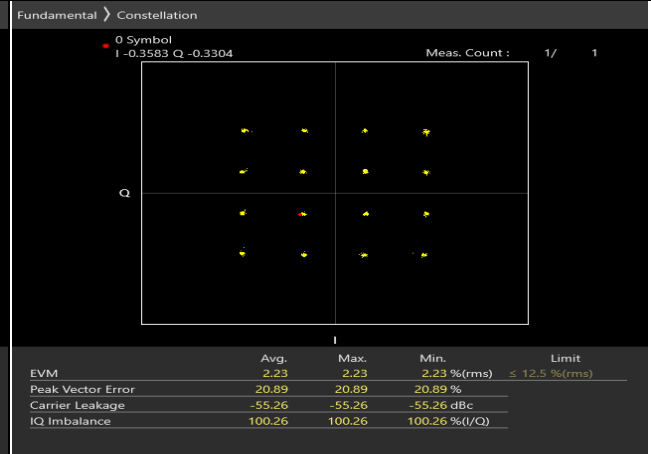 Fundamental ❯ Constellation
0 Symbol
I -0.3583 Q -0.3304
Meas. Count : 1/ 1
Q
I
Avg. Max. Min. Limit
EVM 2.23 2.23 2.23 %(rms) ≤ 12.5 %(rms)
Peak Vector Error 20.89 20.89 20.89 %
Carrier Leakage -55.26 -55.26 -55.26 dBc
IQ Imbalance 100.26 100.26 100.26 %(I/Q)